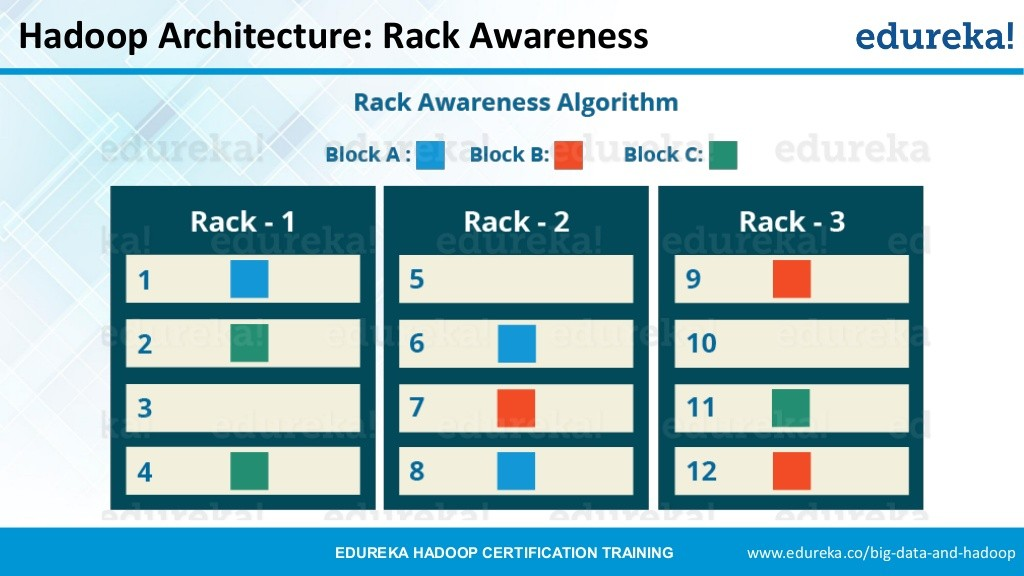 Hadoop Architecture: Rack Awareness
edureka!
Rack Awareness Algorithm
Block A :
Block B:
Block C:
edureka!
edureka
Rack - 1
1
2
3
4
Rack - 2
5
6
7
8
Rack - 3
9
10
11
12
EDUREKA HADOOP CERTIFICATION TRAINING
www.edureka.co/big-data-and-hadoop